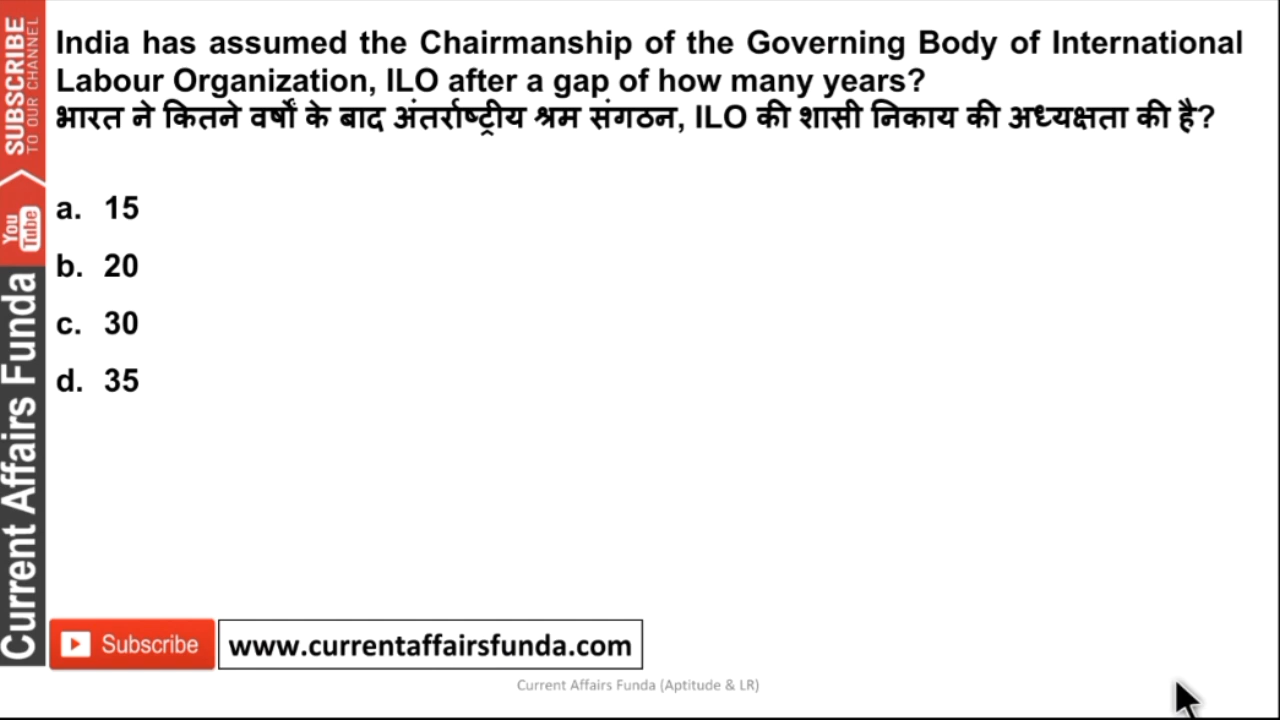 India has assumed the Chairmanship of the Governing Body of International
Labour Organization, ILO after a gap of how many years?
भारत ने कितने वर्षों के बाद अंतर्राष्ट्रीय श्रम संगठन, ILO की शासी निकाय की अध्यक्षता की है?
a. 15
b. 20
c. 30
d. 35
SUBSCRIBE
TO OUR CHANNEL
You
Tube
Current Affairs Funda
Subscribe
www.currentaffairsfunda.com
Current Affairs Funda (Aptitude & LR)